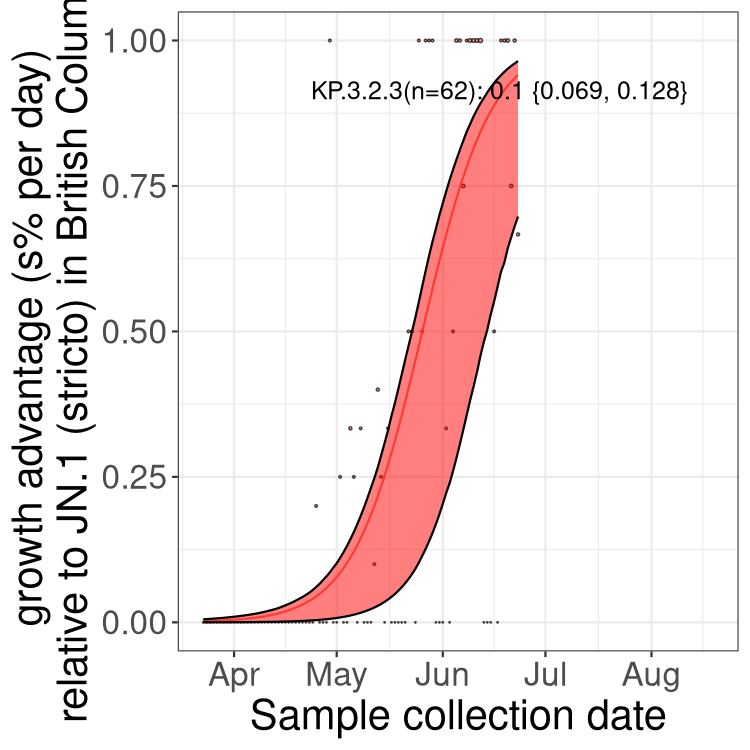 growth advantage (s% per day)
relative to JN.1 (stricto) in British Colum
1.00
0.75
0.50
0.25
0.00
KP.3.2.3(n=62): 0.1 {0.069, 0.128}
Apr May Jun Jul Aug
Sample collection date